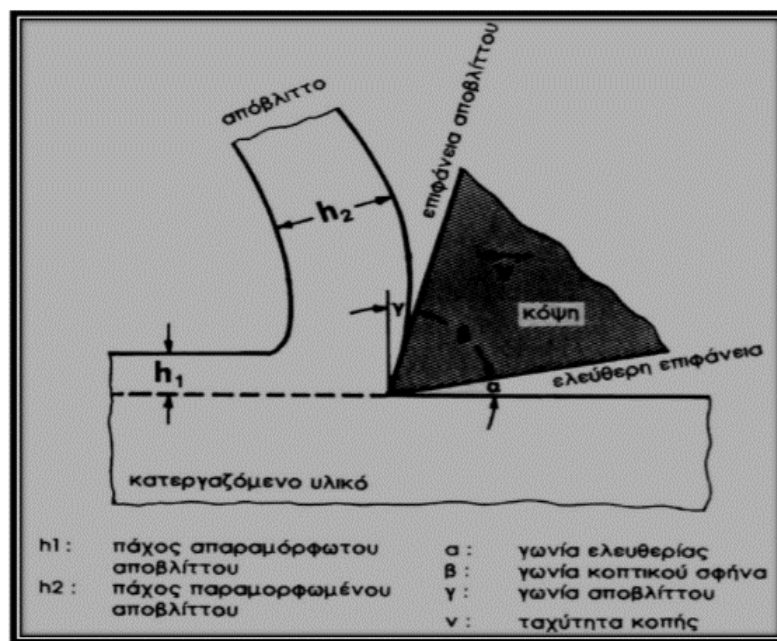 απόβλιττο
επιφάνεια αποβλίττου
h₂
γ
κόψη
h₁
α
ελεύθερη επιφάνεια
κατεργαζόμενο υλικό
h1 : πάχος απαραμόρφωτου
αποβλίττου
h2 : πάχος παραμορφωμένου
αποβλίττου
α : γωνία ελευθερίας
β : γωνία κοπτικού σφήνα
γ : γωνία αποβλίττου
ν : ταχύτητα κοπής